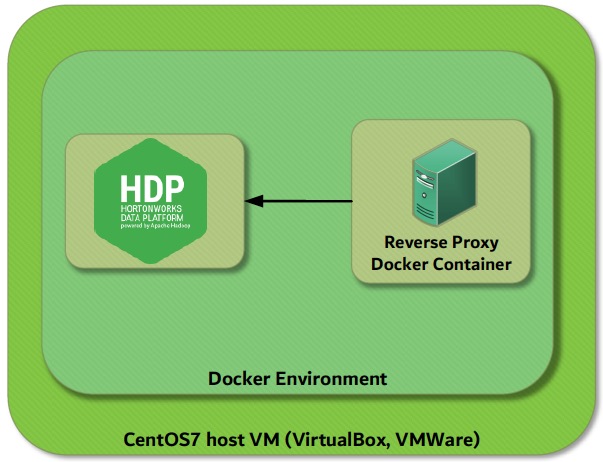 HDP
HORTONWORKS
DATA PLATFORM
powered by Apache Hadoop
Reverse Proxy
Docker Container
Docker Environment
CentOS7 host VM (VirtualBox, VMWare)